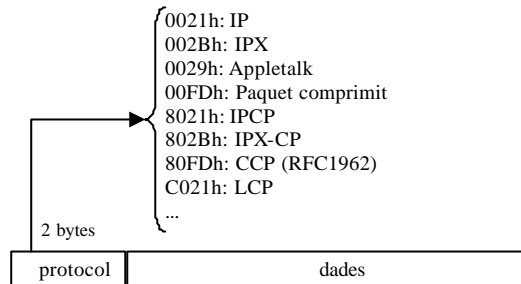 0021h: IP
002Bh: IPX
0029h: Appletalk
00FDh: Paquet comprimit
8021h: IPCP
802Bh: IPX-CP
80FDh: CCP (RFC1962)
C021h: LCP
...
2 bytes
protocol dades